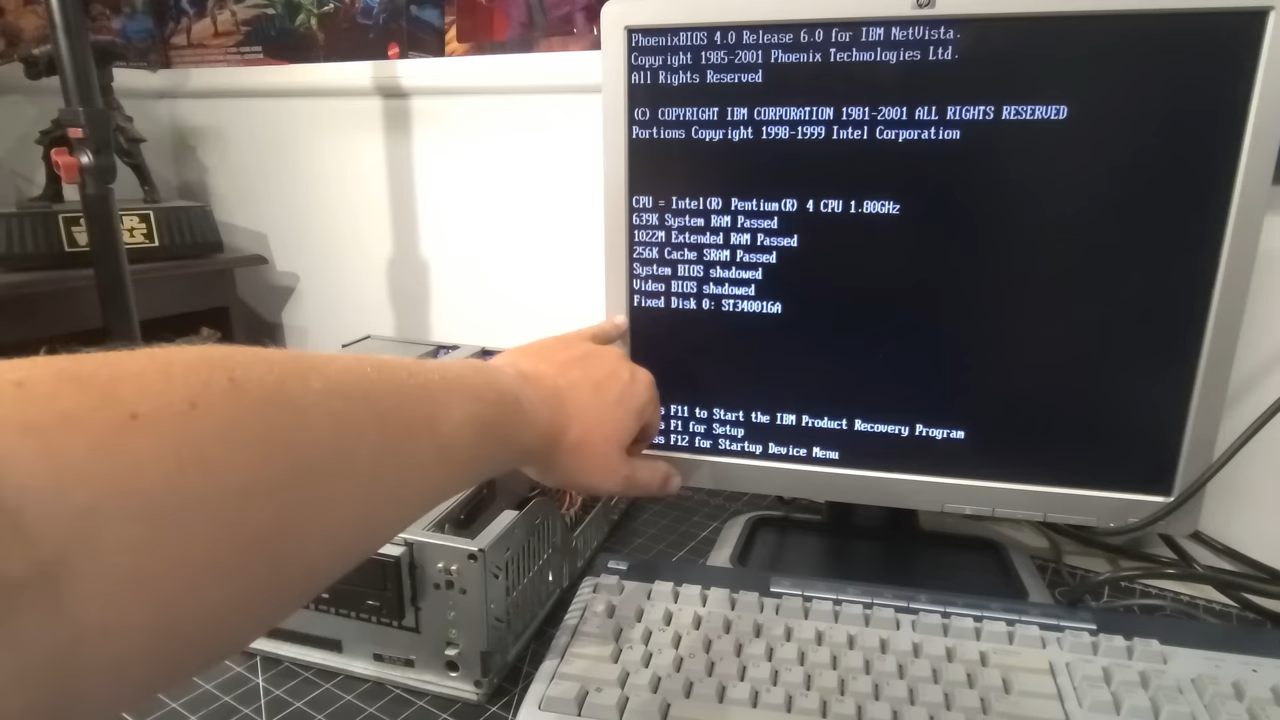 PhoenixBIOS 4.0 Release 6.0 for IBM NetVista.
Copyright 1985-2001 Phoenix Technologies Ltd.
All Rights Reserved
(C) COPYRIGHT IBM CORPORATION 1981-2001 ALL RIGHTS RESERVED
Portions Copyright 1998-1999 Intel Corporation
CPU = Intel(R) Pentium(R) 4 CPU 1.80GHz
639K System RAM Passed
1022M Extended RAM Passed
256K Cache SRAM Passed
System BIOS shadowed
Video BIOS shadowed
Fixed Disk 0: ST340016A
s F11 to Start the IBM Product Recovery Program
s F1 for Setup
ss F12 for Startup Device Menu
STAR
WARS
hp